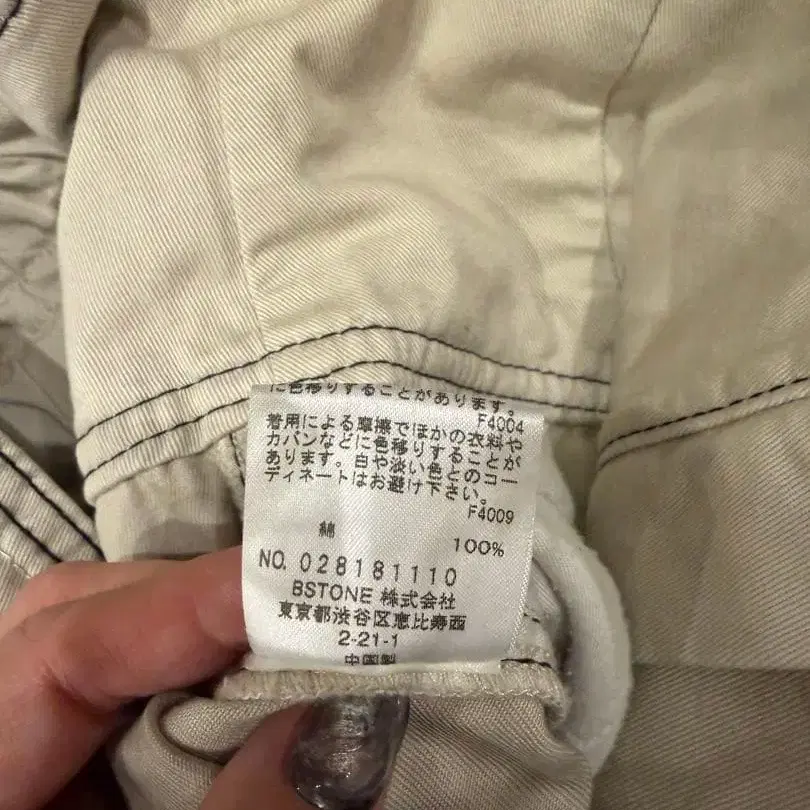 に色移りすることがあります。
F4004
着用による摩擦でほかの衣料や
カバンなどに色移りすることが
あります。白や淡い色とのコー
ディネートはお避け下さい。
F4009
綿
100%
NO. 028181110
BSTONE 株式会社
東京都渋谷区恵比寿西
2-21-1
中国製